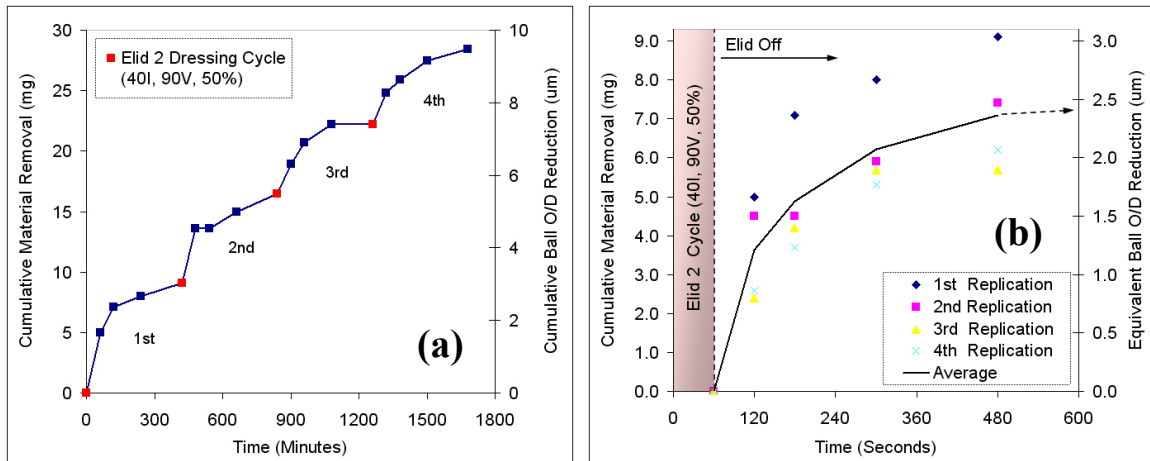 30
25
20
15
10
5
0
Cumulative Material Removal (mg)
Elid 2 Dressing Cycle
(40I, 90V, 50%)
1st
2nd
3rd
4th
(a)
10
8
6
4
2
0
Cumulative Ball O/D Reduction (um)
0 300 600 900 1200 1500 1800
Time (Minutes)
9.0
8.0
7.0
6.0
5.0
4.0
3.0
2.0
1.0
0.0
Cumulative Material Removal (mg)
Elid 2 Cycle (40I, 90V, 50%)
Elid Off
(b)
1st Replication
2nd Replication
3rd Replication
4th Replication
Average
3.0
2.5
2.0
1.5
1.0
0.5
0.0
Equivalent Ball O/D Reduction (um)
0 120 240 360 480 600
Time (Seconds)